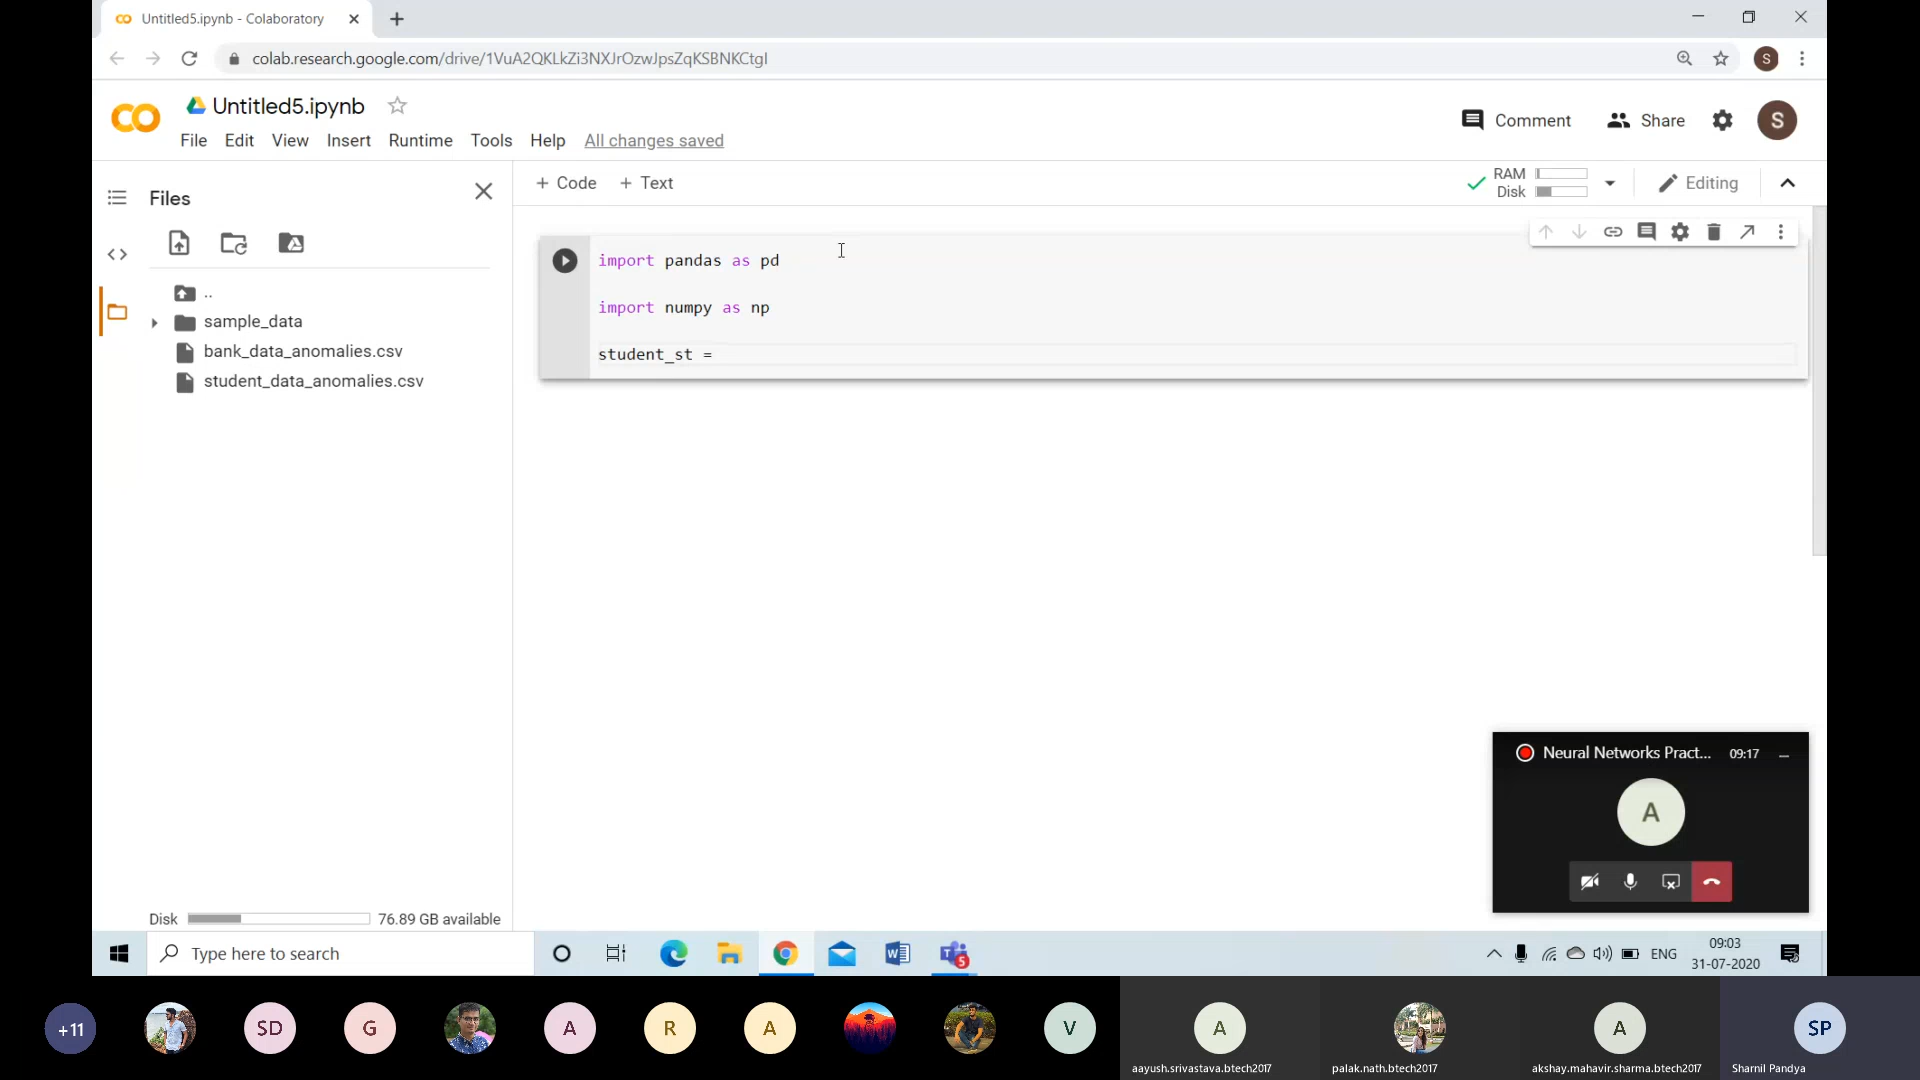 Untitled5.ipynb - Colaboratory
colab.research.google.com/drive/1VuA2QKLkZi3NXJrOzwJpsZqKSBNKCtgI
S
Untitled5.ipynb
File Edit View Insert Runtime Tools Help All changes saved
Comment Share S
Files
+ Code + Text
RAM
Disk
Editing
..
sample_data
bank_data_anomalies.csv
student_data_anomalies.csv
import pandas as pd
import numpy as np
student_st =
Neural Networks Pract... 09:17
A
Disk 76.89 GB available
Type here to search
5
ENG
09:03
31-07-2020
+11 SD G A R A V A A SP
aayush.srivastava.btech2017 palak.nath.btech2017 akshay.mahavir.sharma.btech2017 Sharnil Pandya